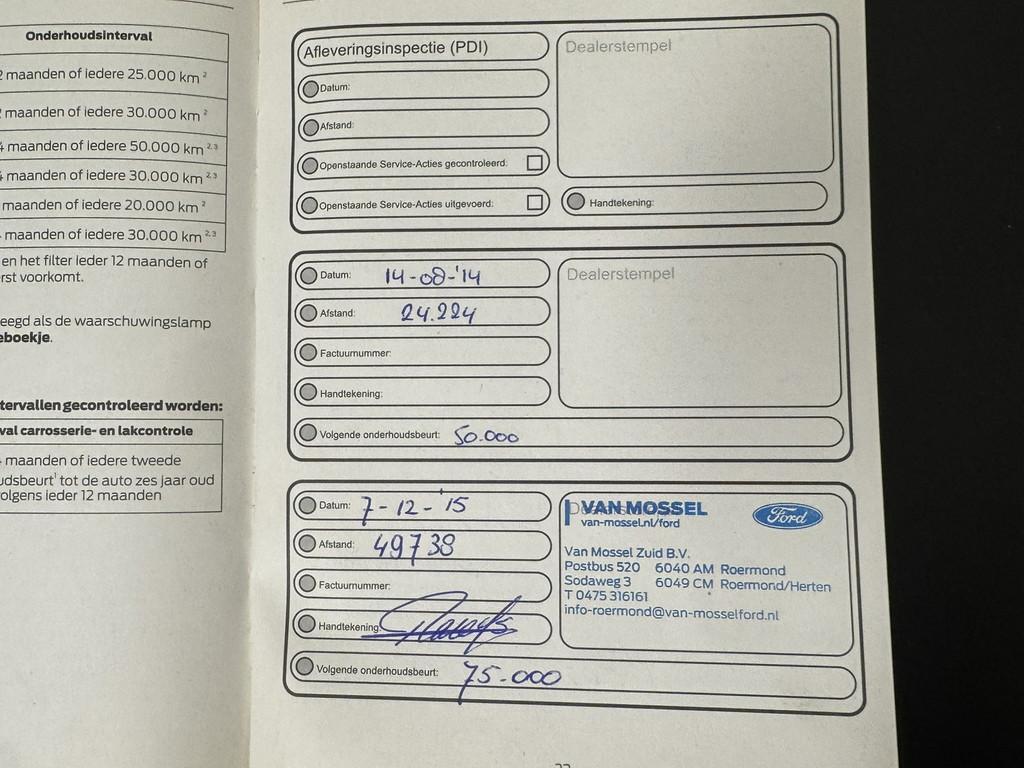 Onderhoudsinterval
2 maanden of iedere 25.000 km ²
maanden of iedere 30.000 km ²
4 maanden of iedere 50.000 km ²,³
maanden of iedere 30.000 km ²,³
maanden of iedere 20.000 km ²
maanden of iedere 30.000 km ²,³
en het filter ieder 12 maanden of
rst voorkomt.
eegd als de waarschuwingslamp
eboekje.
tervallen gecontroleerd worden:
val carrosserie- en lakcontrole
maanden of iedere tweede
udsbeurt¹ tot de auto zes jaar oud
olgens ieder 12 maanden
Afleveringsinspectie (PDI)
Datum:
Afstand:
Openstaande Service-Acties gecontroleerd:
Openstaande Service-Acties uitgevoerd:
Dealerstempel
Handtekening:
Datum: 14-08-'14
Afstand: 24.224
Factuurnummer:
Handtekening:
Dealerstempel
Volgende onderhoudsbeurt: 50.000
Datum: 7-12-'15
Afstand: 49738
Factuurnummer:
Handtekening:
Dealerstempel
VAN MOSSEL
van-mossel.nl/ford
Ford
Van Mossel Zuid B.V.
Postbus 520 6040 AM Roermond
Sodaweg 3 6049 CM Roermond/Herten
T 0475 316161
info-roermond@van-mosselford.nl
Volgende onderhoudsbeurt: 75.000